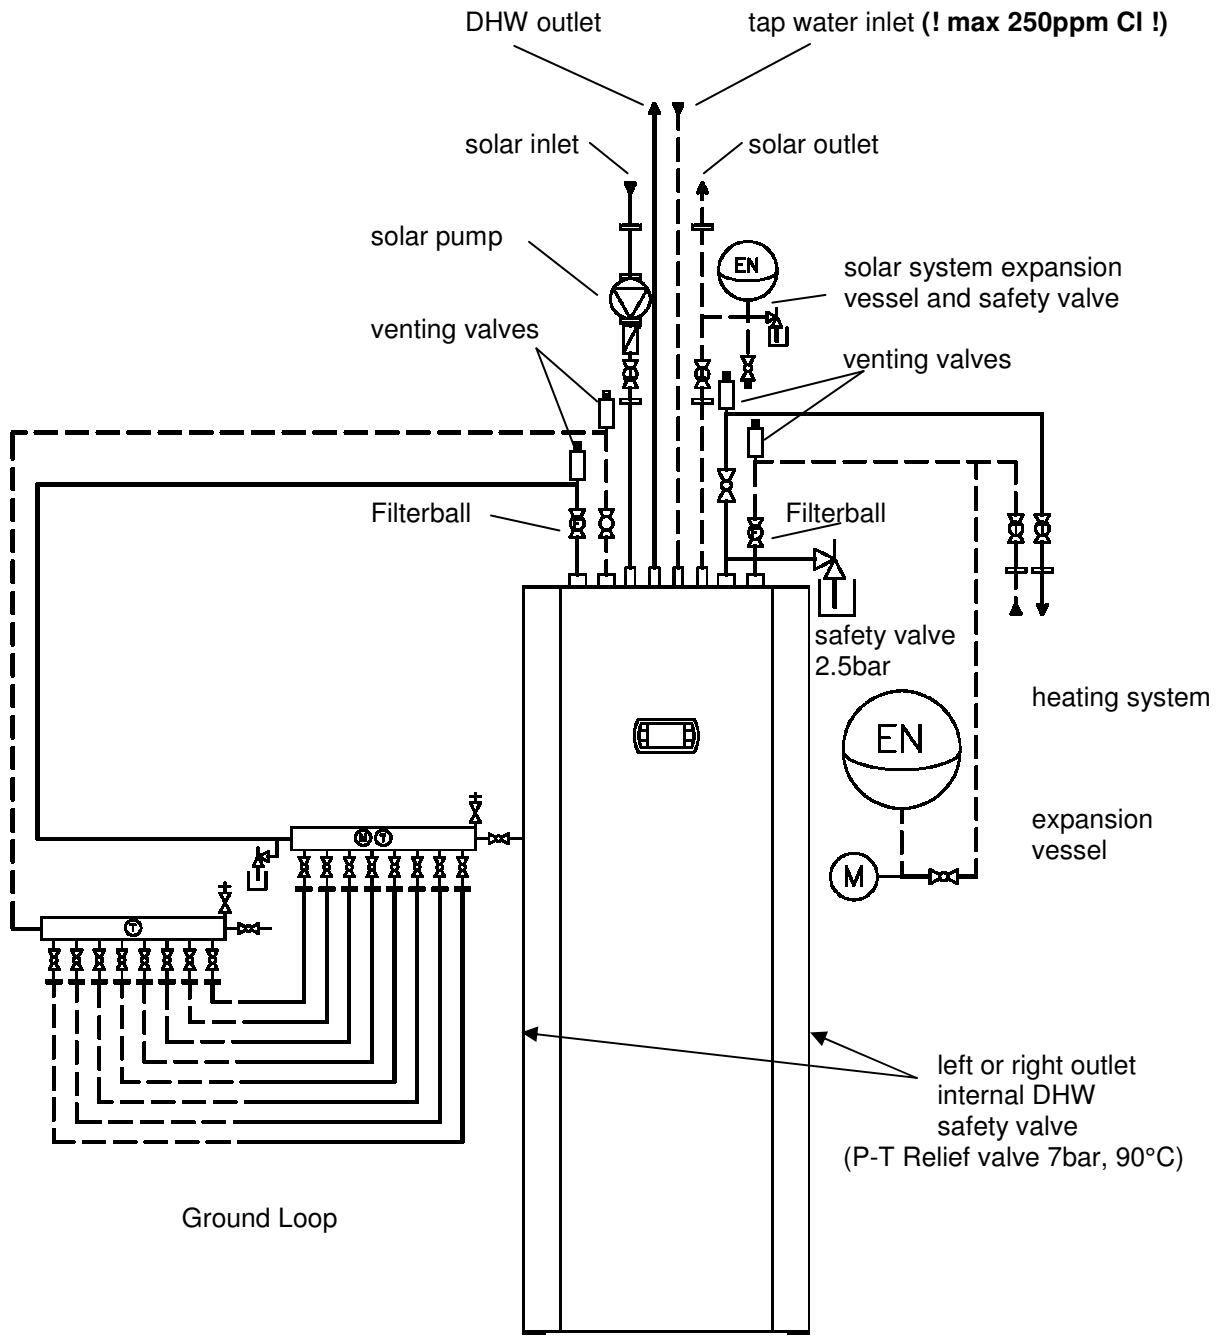 DHW outlet
tap water inlet (! max 250ppm Cl !)
solar inlet
solar outlet
solar pump
EN
solar system expansion
vessel and safety valve
venting valves
venting valves
Filterball
Filterball
safety valve
2.5bar
heating system
EN
expansion
vessel
M
M T
T
left or right outlet
internal DHW
safety valve
(P-T Relief valve 7bar, 90°C)
Ground Loop